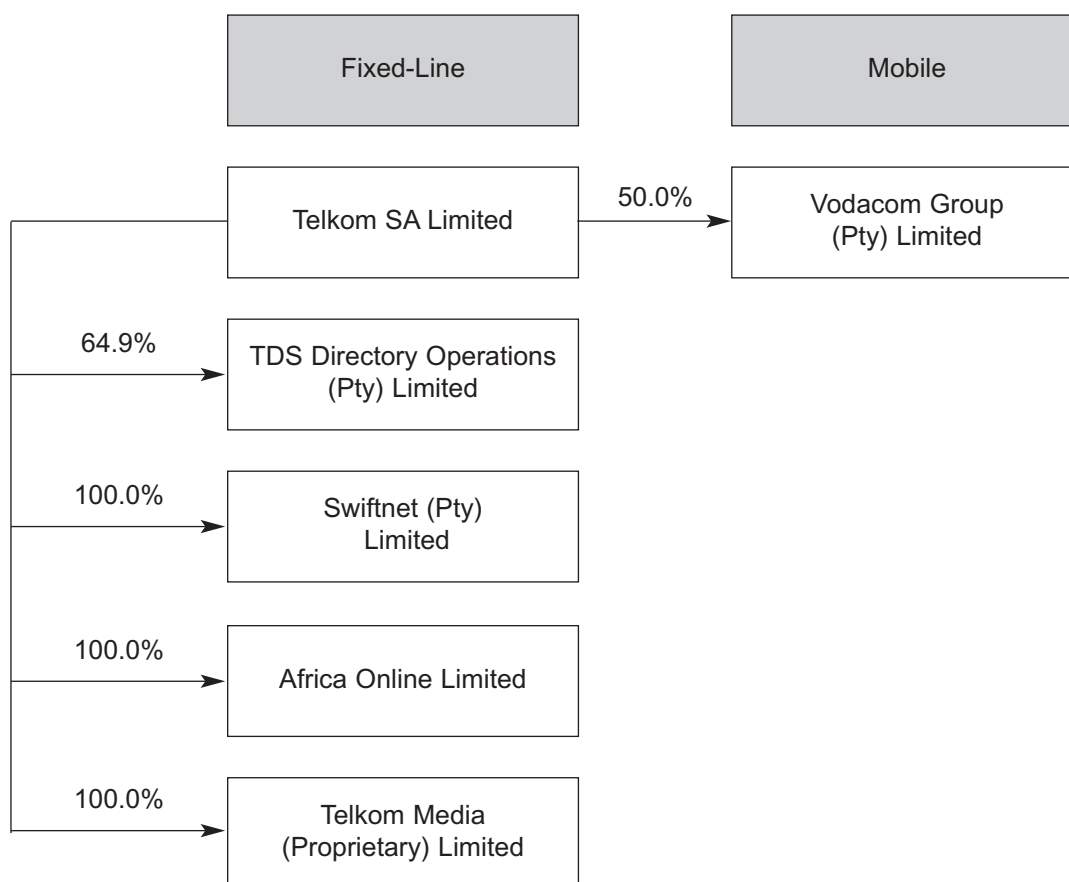 Fixed-Line
Mobile
Telkom SA Limited
50.0%
Vodacom Group
(Pty) Limited
64.9%
TDS Directory Operations
(Pty) Limited
100.0%
Swiftnet (Pty)
Limited
100.0%
Africa Online Limited
100.0%
Telkom Media
(Proprietary) Limited